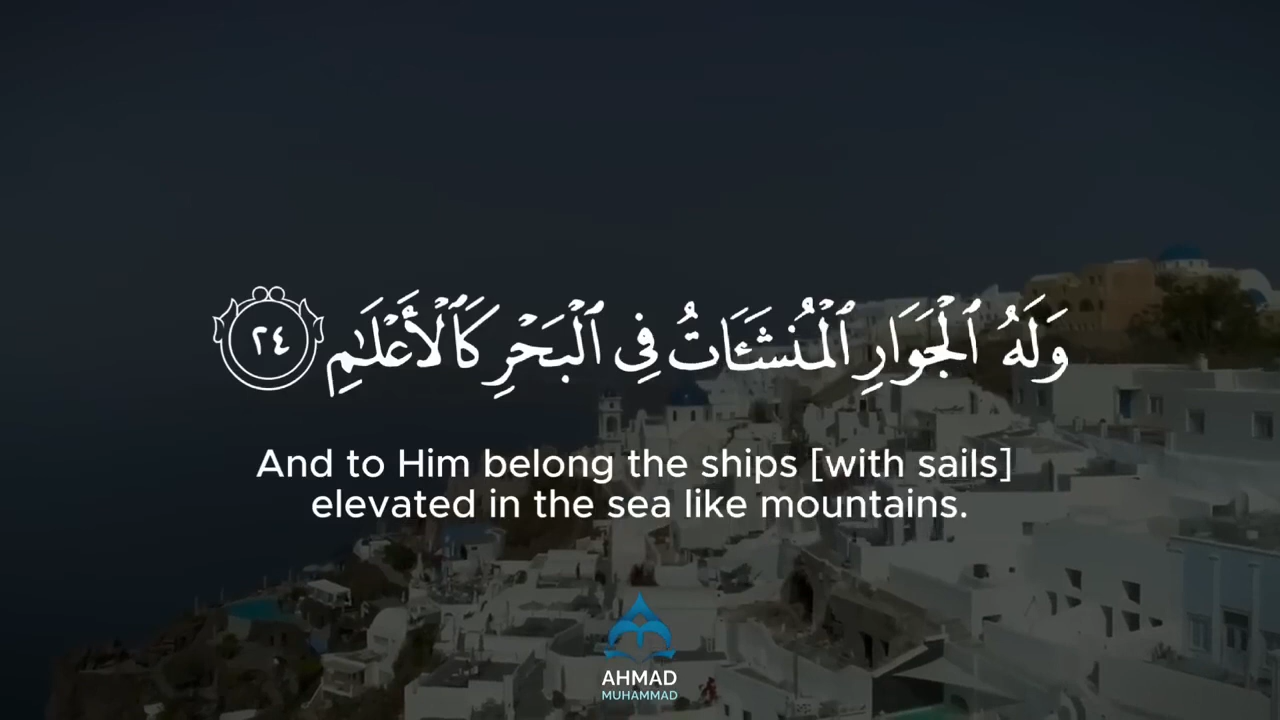 وَلَهُ ٱلْجَوَارِ ٱلْمُنشَـَٔاتُ فِى ٱلْبَحْرِ كَٱلْأَعْلَـٰمِ ٢٤
And to Him belong the ships [with sails]
elevated in the sea like mountains.
AHMAD
MUHAMMAD